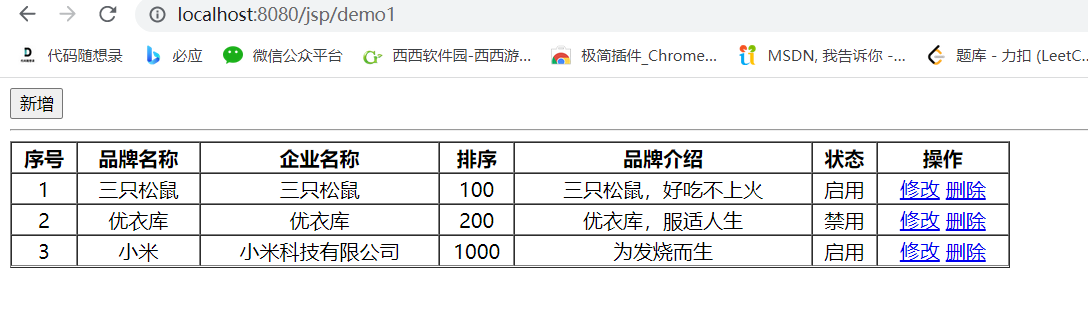 localhost:8080/jsp/demo1
代码随想录 必应 微信公众平台 西西软件园-西西游... 极简插件_Chrome... MSDN, 我告诉你 -... 题库 - 力扣 (LeetC...
新增
序号 品牌名称 企业名称 排序 品牌介绍 状态 操作
1 三只松鼠 三只松鼠 100 三只松鼠，好吃不上火 启用 修改 删除
2 优衣库 优衣库 200 优衣库，服适人生 禁用 修改 删除
3 小米 小米科技有限公司 1000 为发烧而生 启用 修改 删除